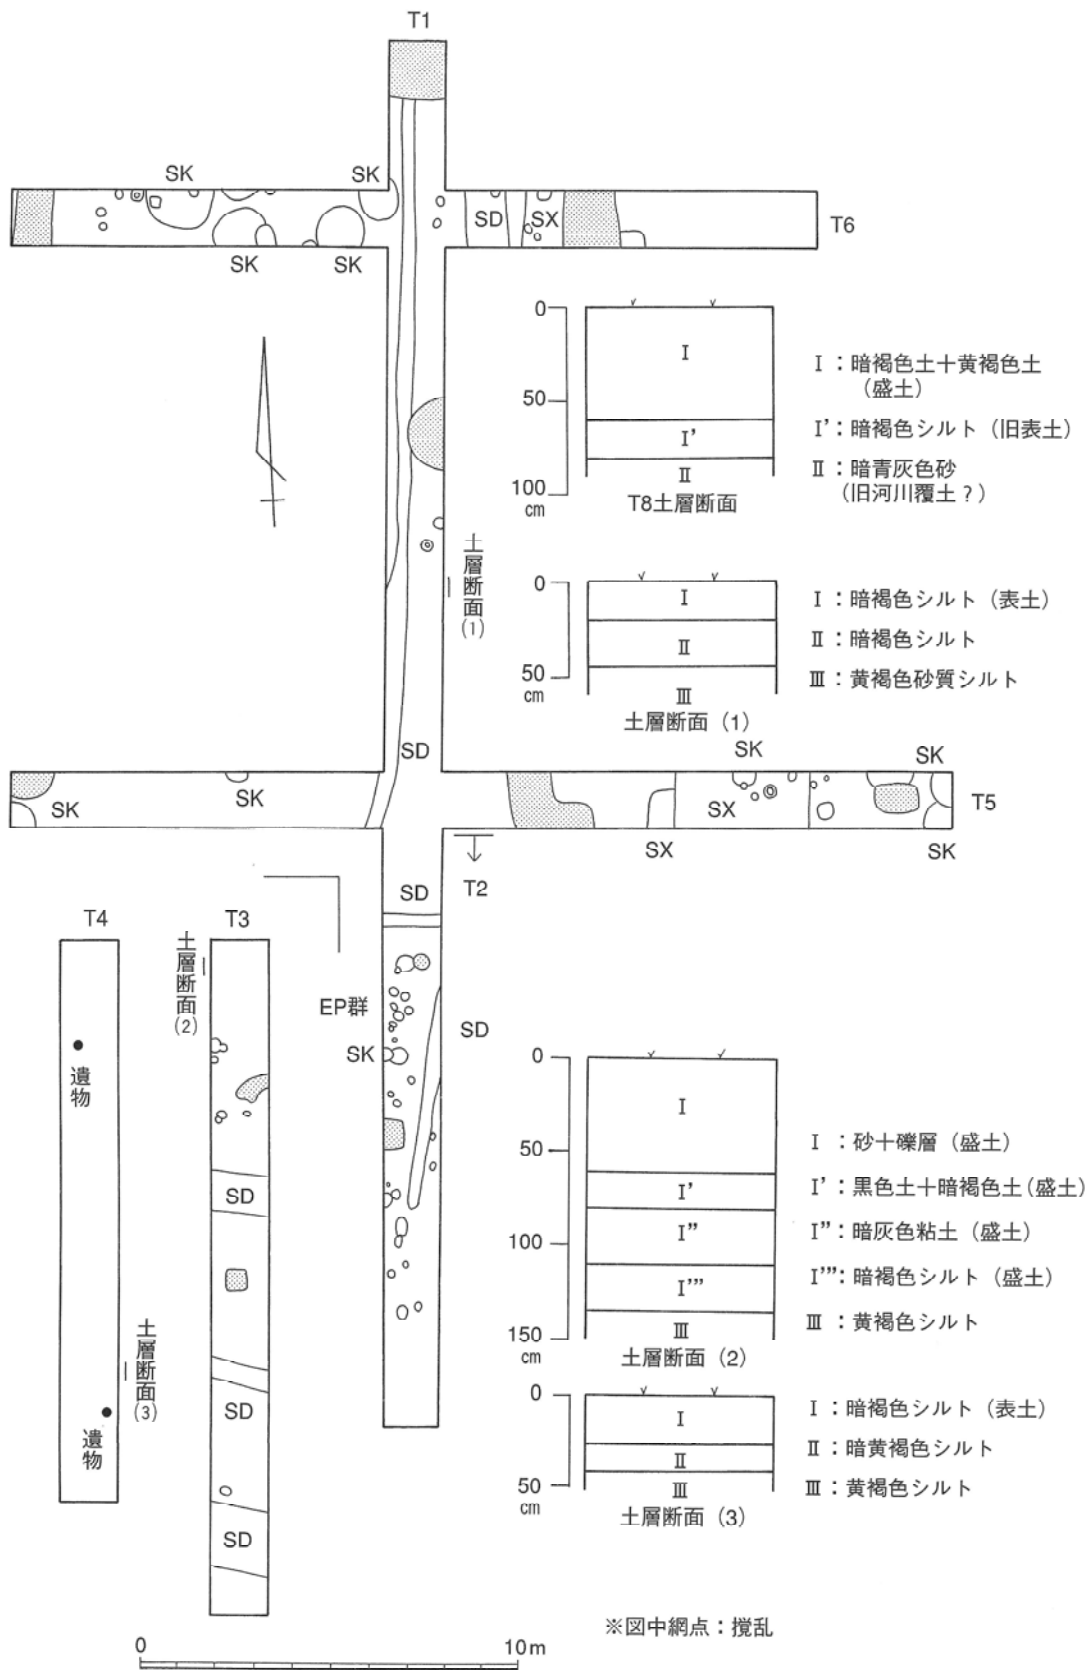 T1
SK
SK
SD
SX
T6
SK
SK
0
50
100
cm
I
I’
II
T8土層断面
I：暗褐色土＋黄褐色土
（盛土）
I’：暗褐色シルト（旧表土）
II：暗青灰色砂
（旧河川覆土？）
土層断面(1)
0
50
cm
I
II
III
土層断面（1）
I：暗褐色シルト（表土）
II：暗褐色シルト
III：黄褐色砂質シルト
SD
SK
SK
SK
SK
SX
T5
SX
SK
T2
SD
T4
T3
土層断面(2)
EP群
SK
SD
遺物
SD
土層断面(3)
SD
遺物
SD
0
50
100
150
cm
I
I’
I’’
I’’’
III
土層断面（2）
I：砂＋礫層（盛土）
I’：黒色土＋暗褐色土（盛土）
I’’：暗灰色粘土（盛土）
I’’’：暗褐色シルト（盛土）
III：黄褐色シルト
0
50
cm
I
II
III
土層断面（3）
I：暗褐色シルト（表土）
II：暗黄褐色シルト
III：黄褐色シルト
※図中網点：撹乱
0
10m